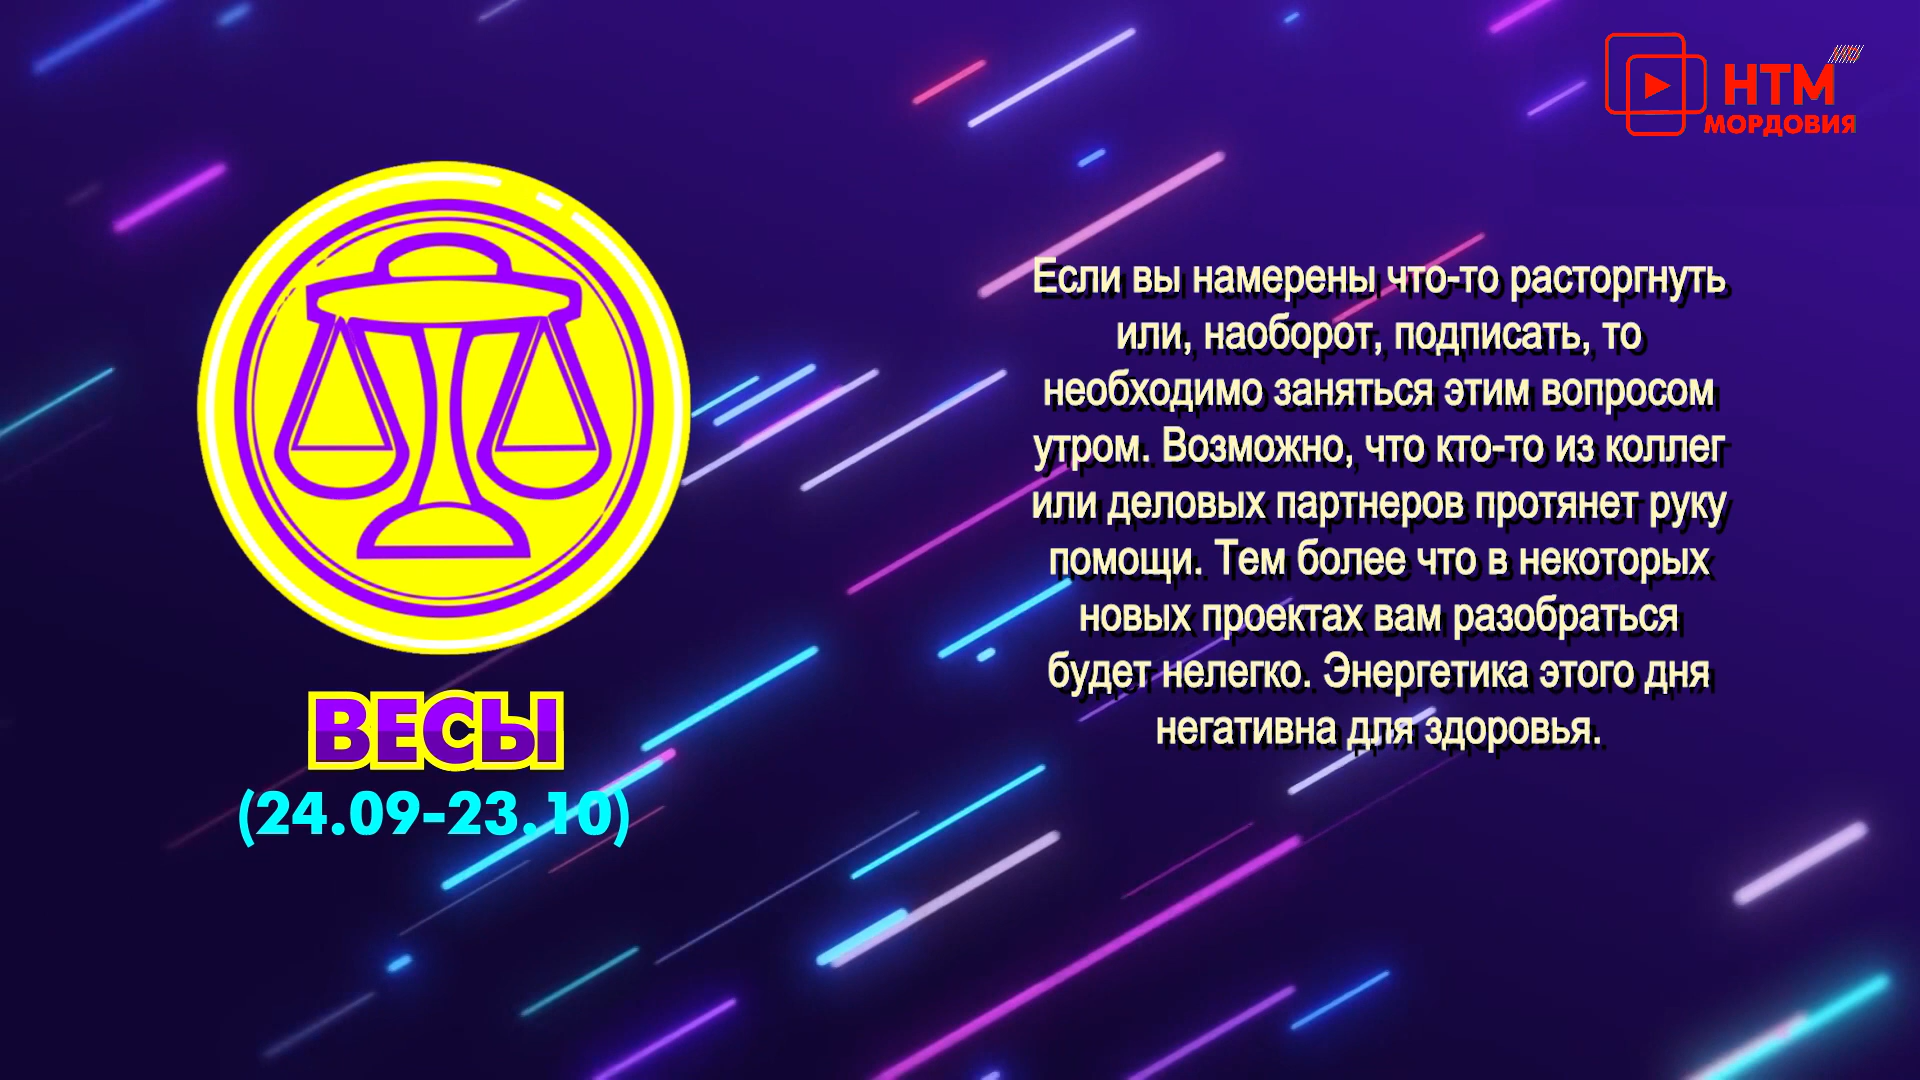 НТМ
МОРДОВИЯ
Если вы намерены что-то расторгнуть
или, наоборот, подписать, то
необходимо заняться этим вопросом
утром. Возможно, что кто-то из коллег
или деловых партнеров протянет руку
помощи. Тем более что в некоторых
новых проектах вам разобраться
будет нелегко. Энергетика этого дня
негативна для здоровья.
ВЕСЫ
(24.09-23.10)